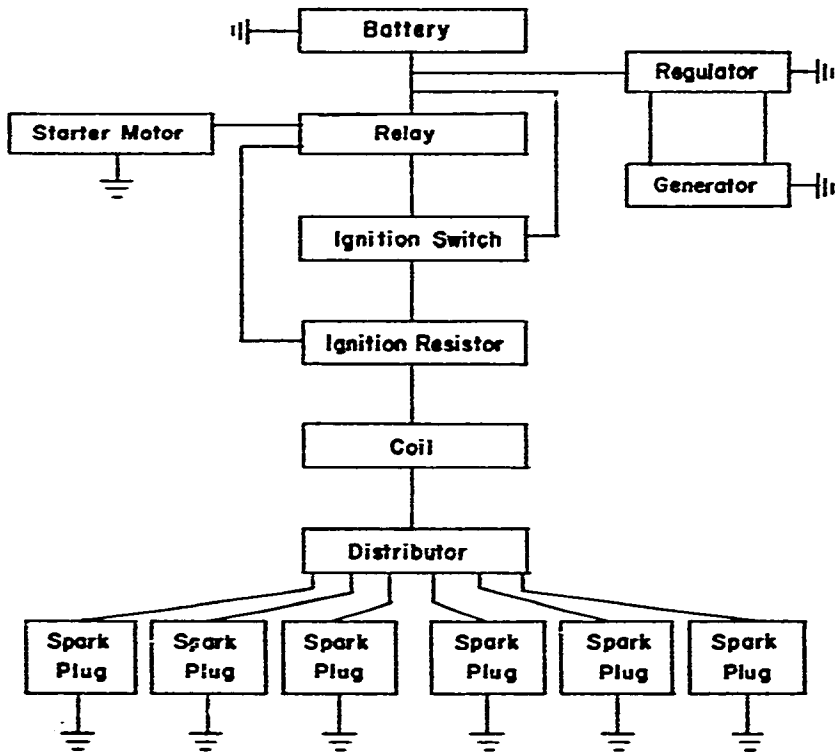 Battery
Regulator
Starter Motor
Relay
Generator
Ignition Switch
Ignition Resistor
Coil
Distributor
Spark
Plug
Spark
Plug
Spark
Plug
Spark
Plug
Spark
Plug
Spark
Plug